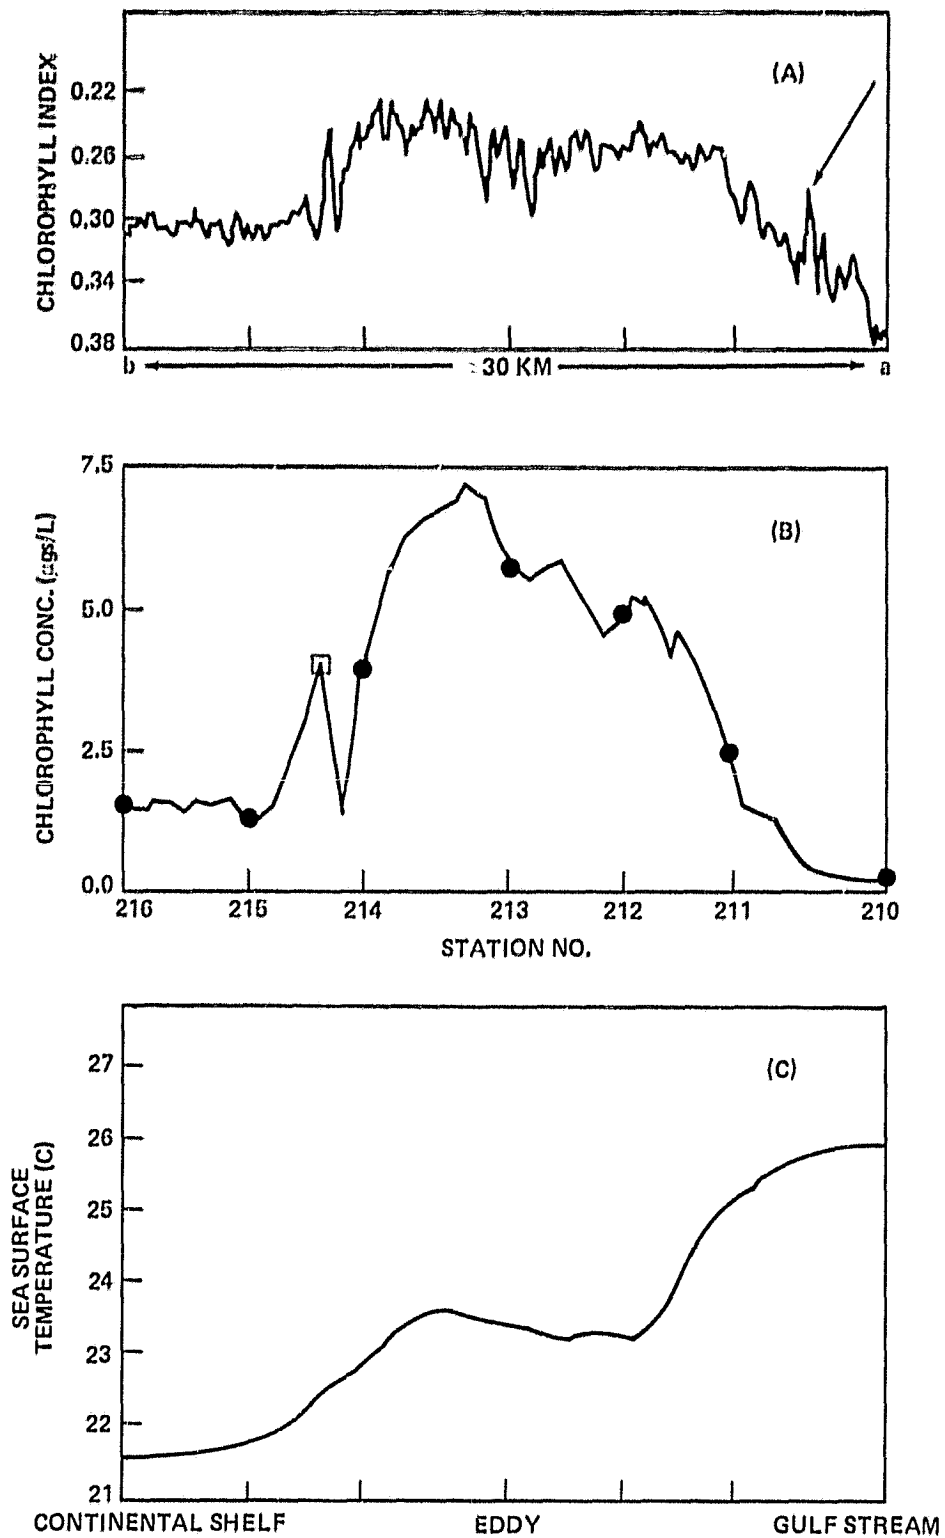 (A)
CHLOROPHYLL INDEX
0.22
0.26
0.30
0.34
0.38
b 30 KM a
7.5
(B)
CHLOROPHYLL CONC. (µgs/L)
5.0
2.5
0.0
216 215 214 213 212 211 210
STATION NO.
27
(C)
26
SEA SURFACE
TEMPERATURE (C)
25
24
23
22
21
CONTINENTAL SHELF EDDY GULF STREAM